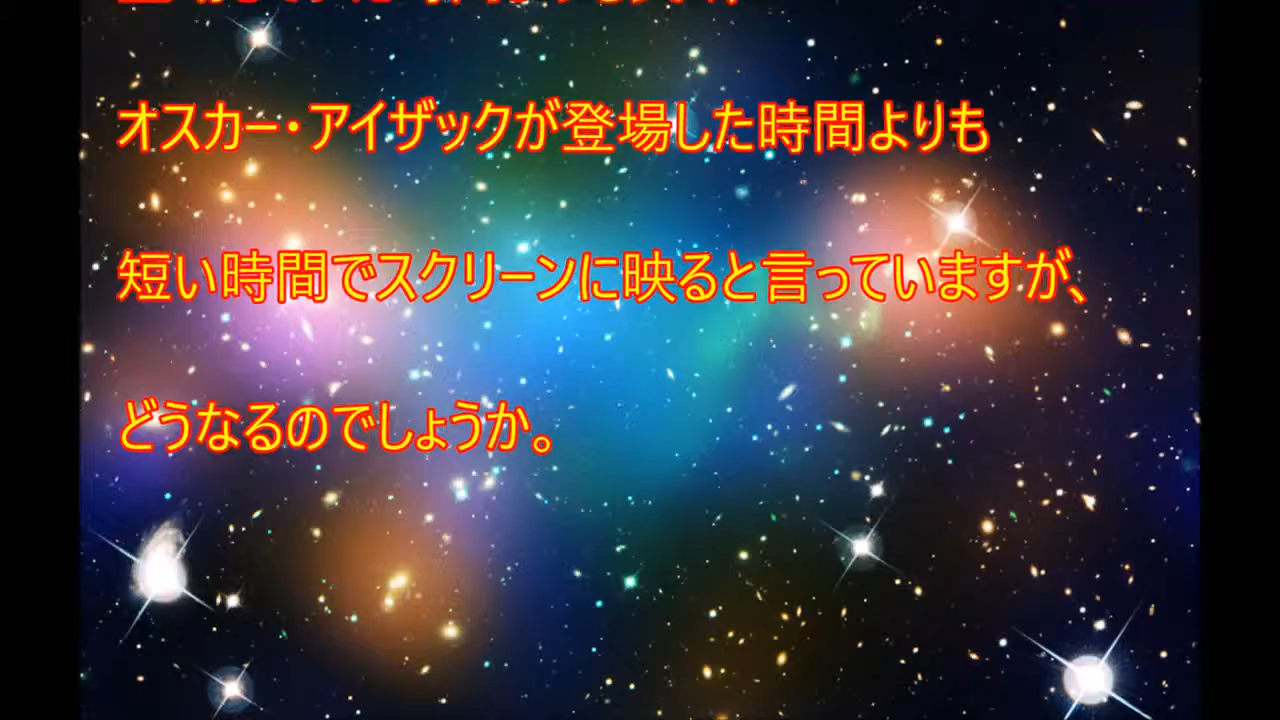 オスカー・アイザックが登場した時間よりも
短い時間でスクリーンに映ると言っていますが、
どうなるのでしょうか。